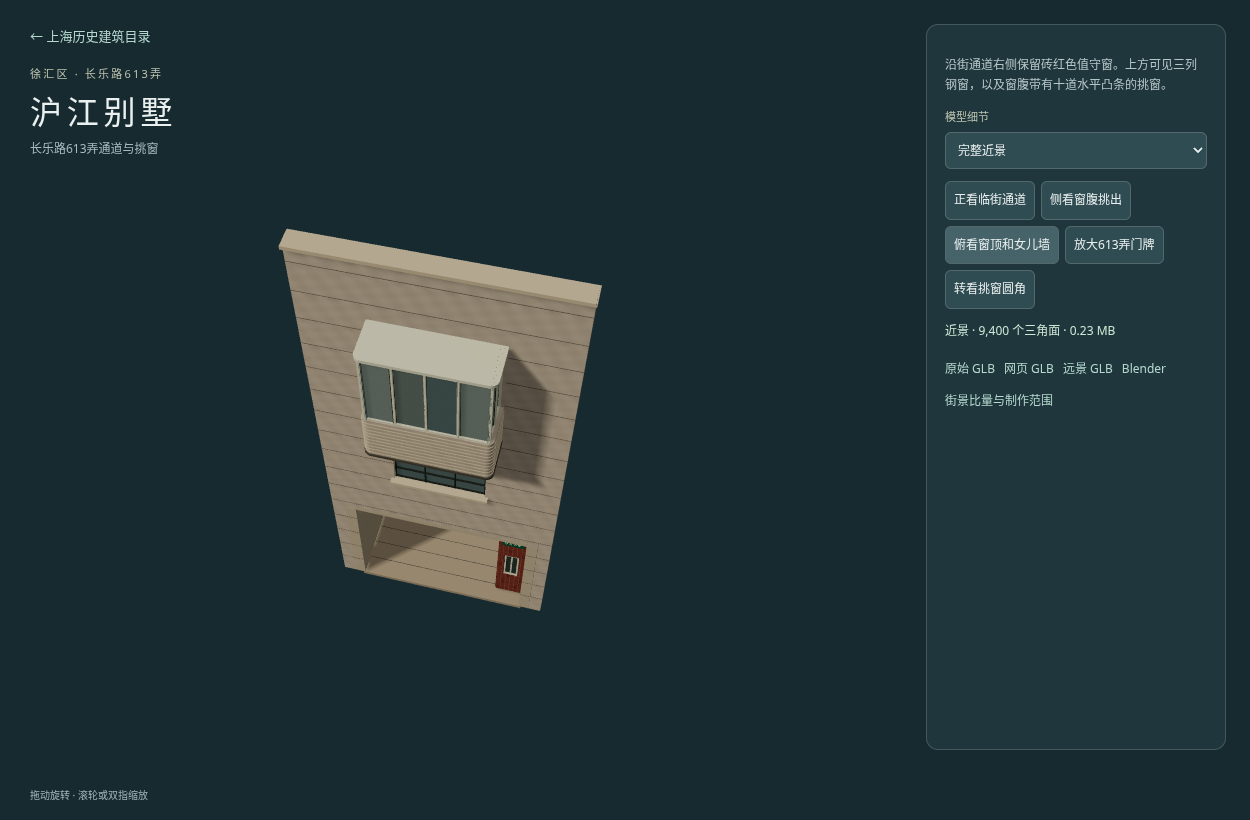 ← 上海历史建筑目录
徐汇区 · 长乐路613弄
沪江别墅
长乐路613弄通道与挑窗
沿街通道右侧保留砖红色值守窗。上方可见三列
钢窗，以及窗腹带有十道水平凸条的挑窗。
模型细节
完整近景
正看临街通道
侧看窗腹挑出
俯看窗顶和女儿墙
放大613弄门牌
转看挑窗圆角
近景 · 9,400 个三角面 · 0.23 MB
原始 GLB 网页 GLB 远景 GLB Blender
街景比量与制作范围
拖动旋转 · 滚轮或双指缩放